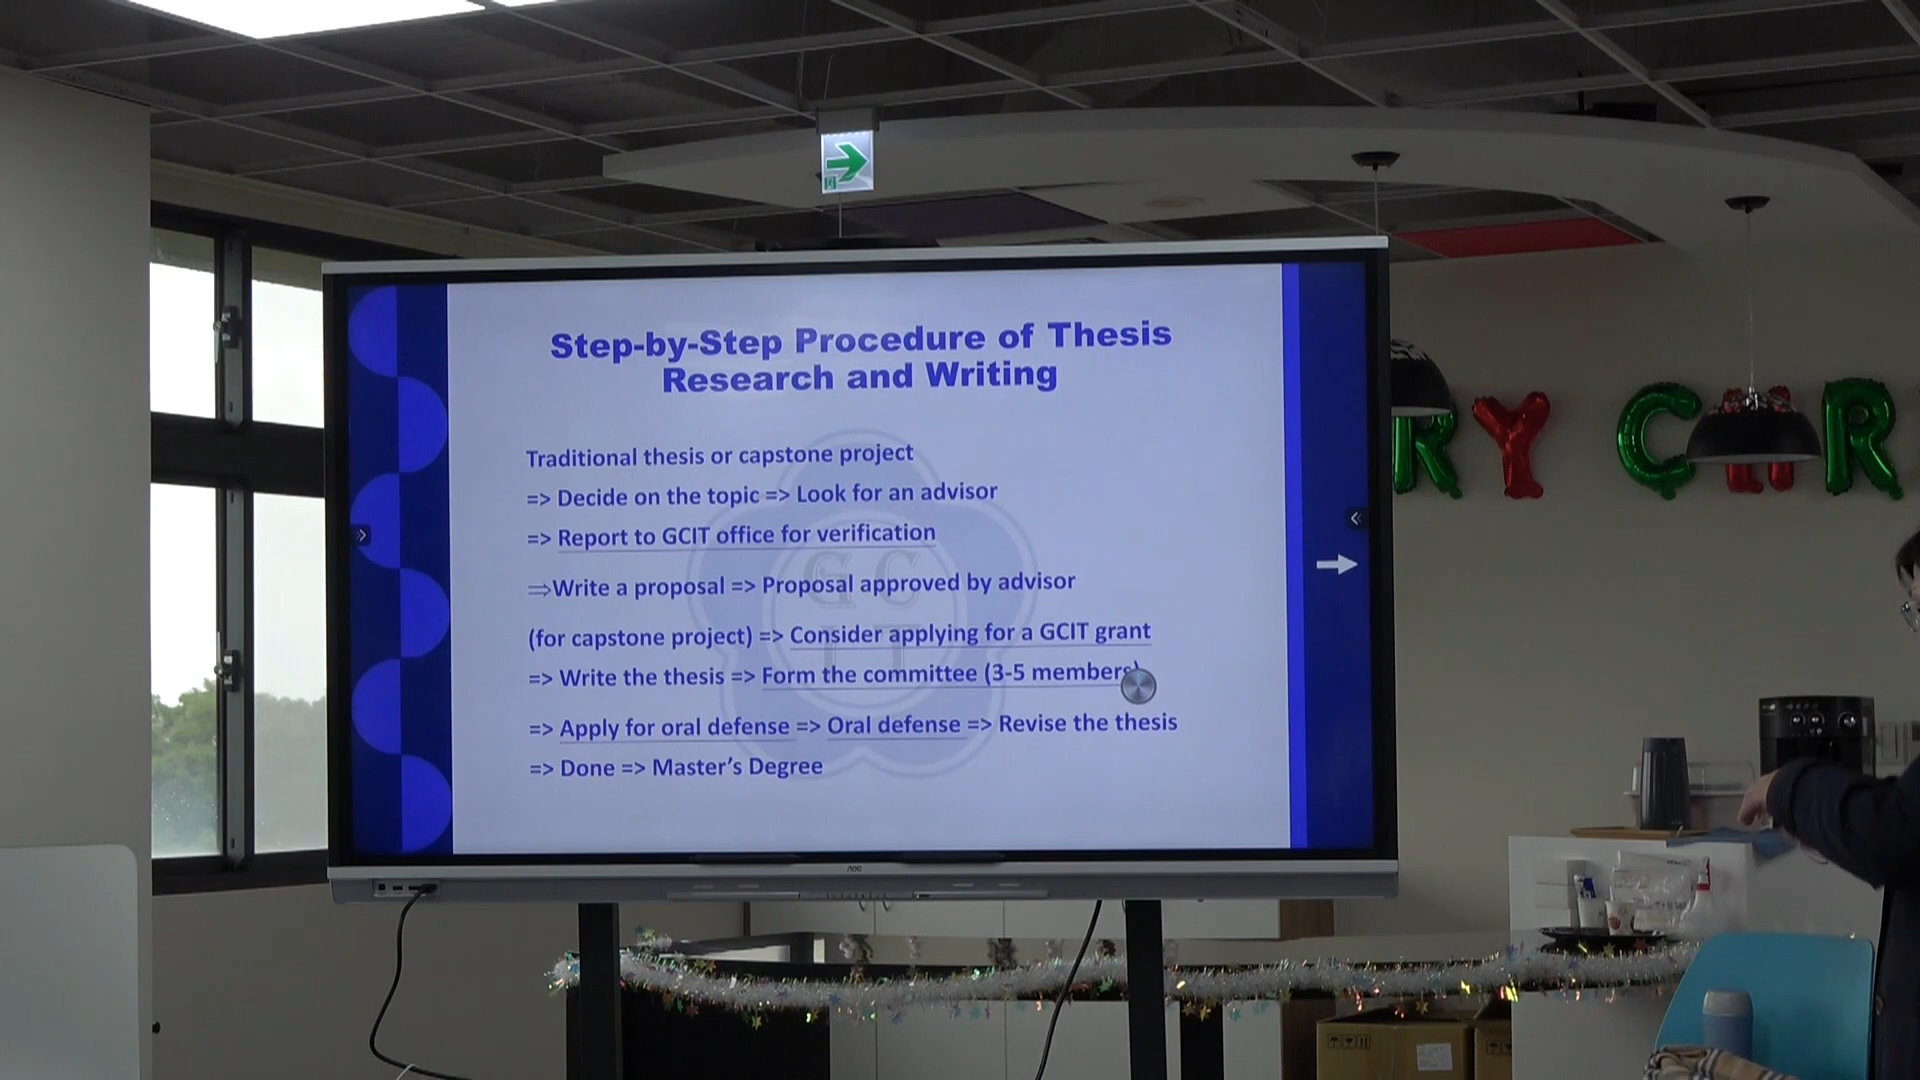 Step-by-Step Procedure of Thesis
Research and Writing
Traditional thesis or capstone project
=> Decide on the topic => Look for an advisor
=> Report to GCIT office for verification
⇒Write a proposal => Proposal approved by advisor
(for capstone project) => Consider applying for a GCIT grant
=> Write the thesis => Form the committee (3-5 members)
=> Apply for oral defense => Oral defense => Revise the thesis
=> Done => Master's Degree
G C
I T
AOC
RY CHR